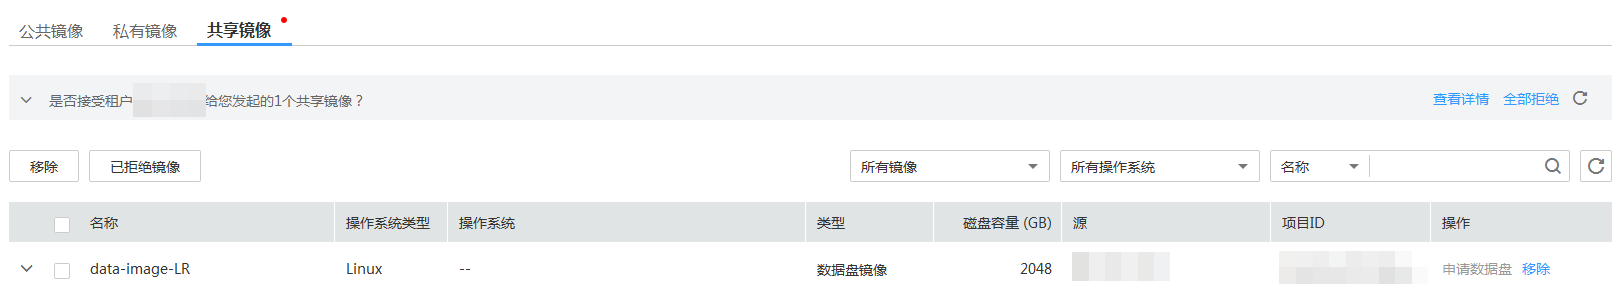 公共镜像 私有镜像 共享镜像
是否接受租户 给您发起的1个共享镜像？ 查看详情 全部拒绝
移除 已拒绝镜像 所有镜像 所有操作系统 名称
名称 操作系统类型 操作系统 类型 磁盘容量 (GB) 源 项目ID 操作
data-image-LR Linux -- 数据盘镜像 2048 申请数据盘 移除